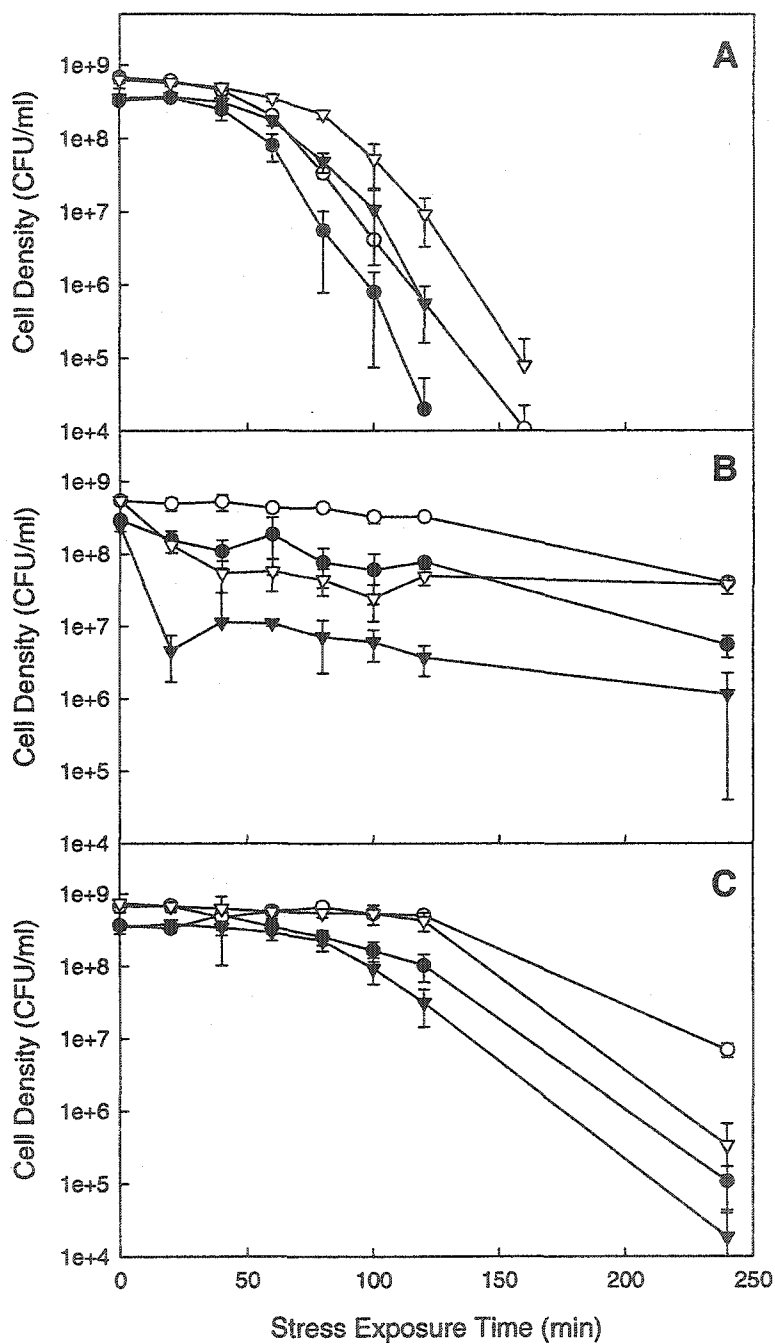 A
1e+9
1e+8
1e+7
1e+6
1e+5
1e+4
Cell Density (CFU/ml)
B
1e+9
1e+8
1e+7
1e+6
1e+5
1e+4
Cell Density (CFU/ml)
C
1e+9
1e+8
1e+7
1e+6
1e+5
1e+4
Cell Density (CFU/ml)
0 50 100 150 200 250
Stress Exposure Time (min)